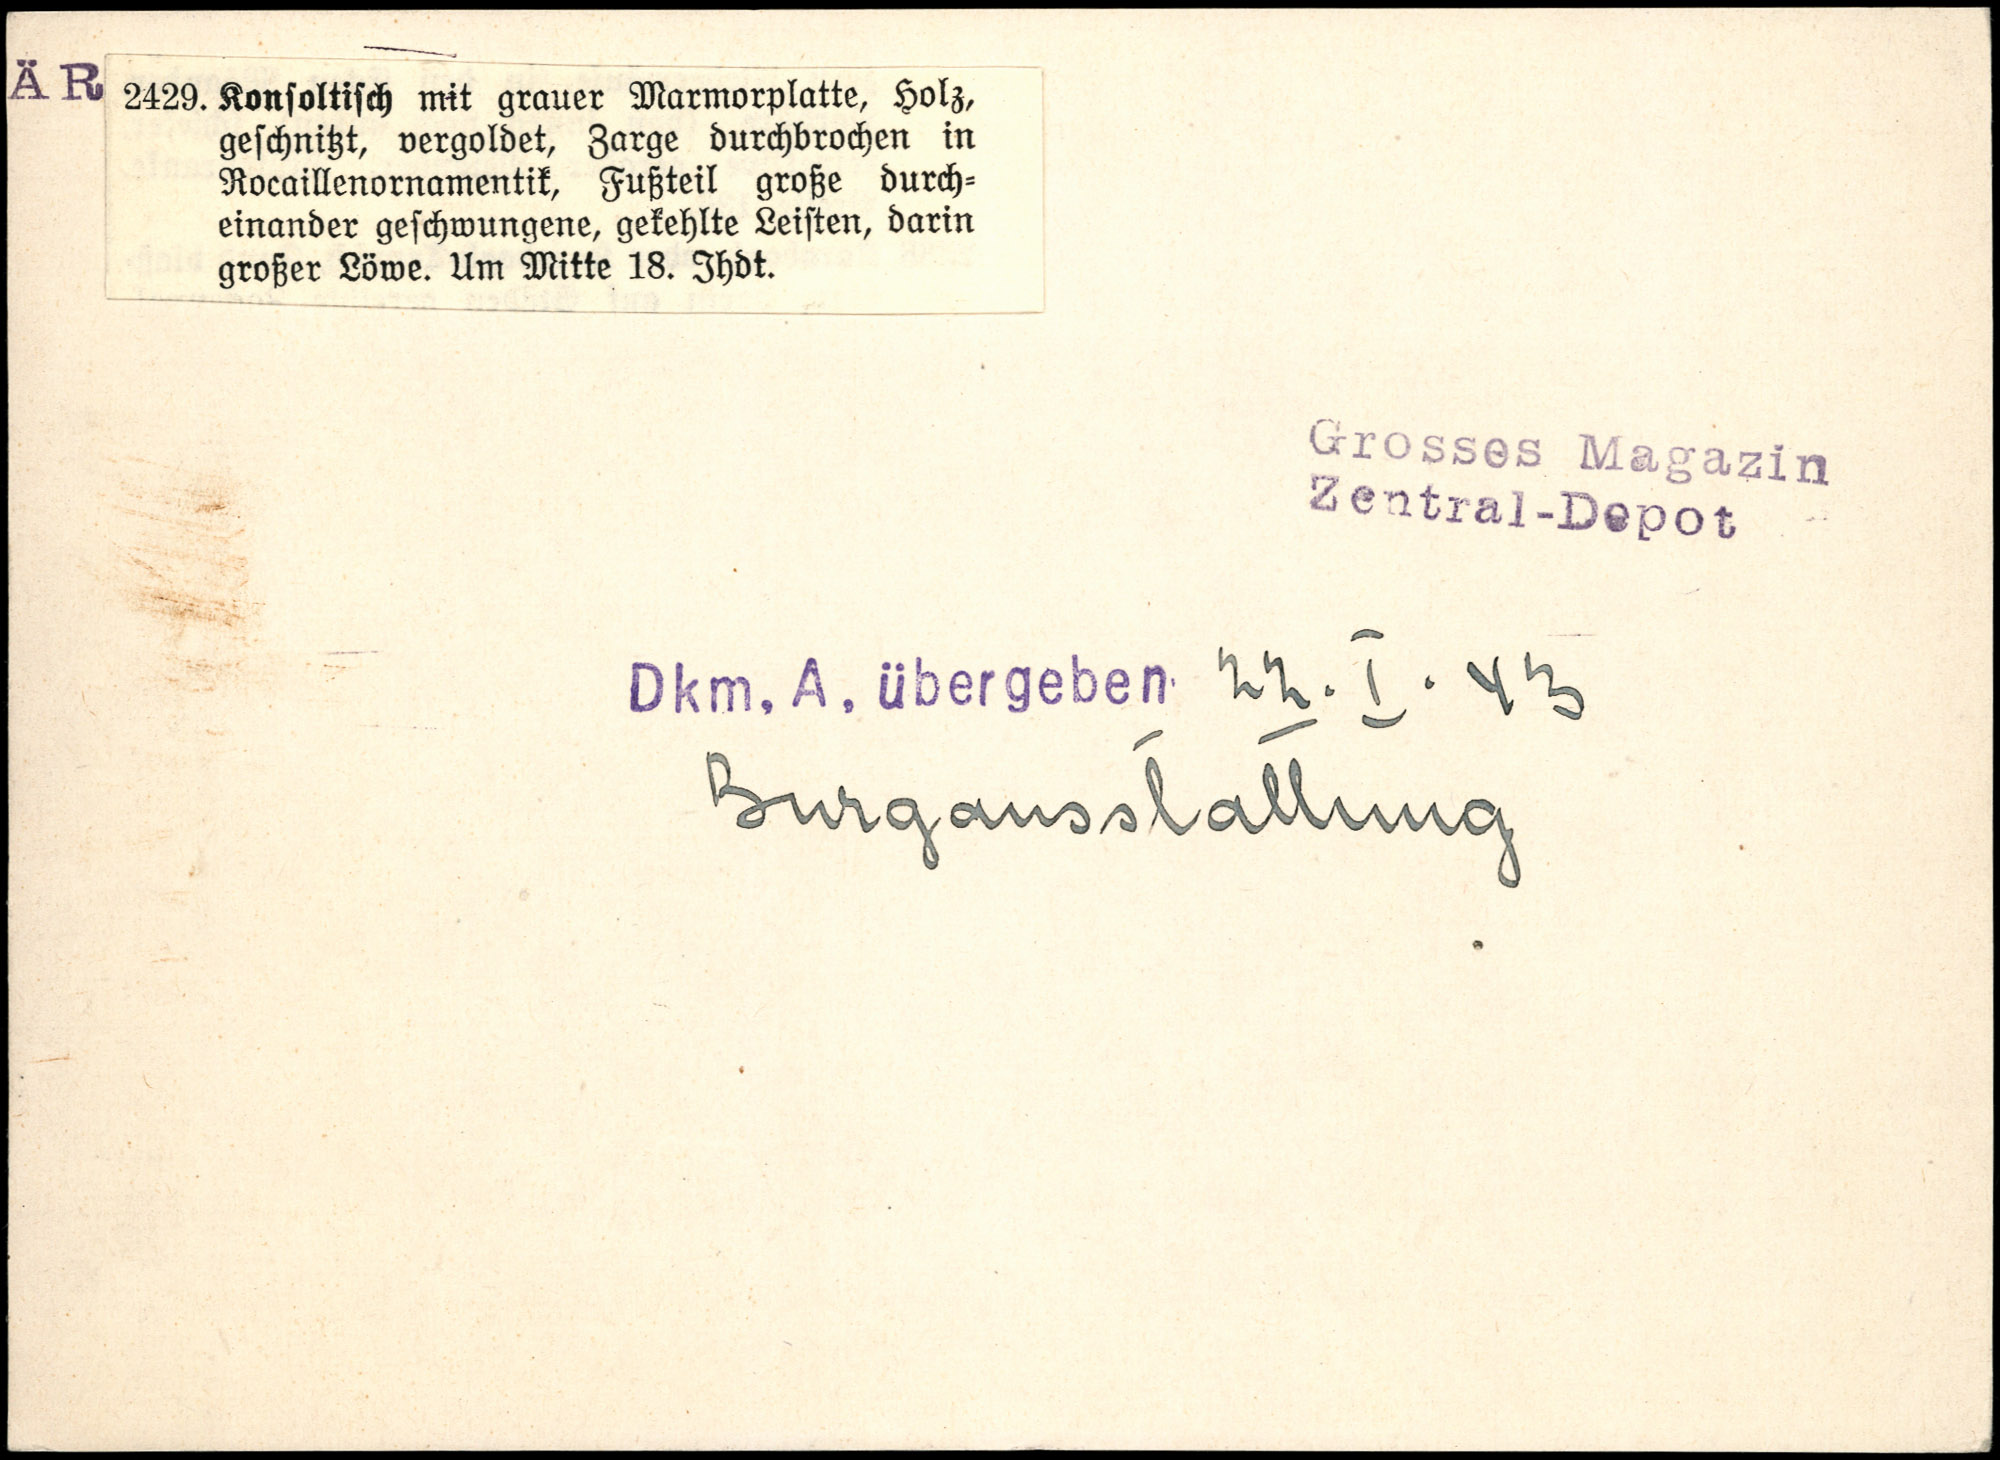 ÄR
2429. Konsoltisch mit grauer Marmorplatte, Holz,
geschnitzt, vergoldet, Zarge durchbrochen in
Rocaillenornamentik, Fußteil große durch-
einander geschwungene, gekehlte Leisten, darin
großer Löwe. Um Mitte 18. Jhdt.
Grosses Magazin
Zentral-Depot
Dkm. A. übergeben 22. I. 43
Burgausstattung